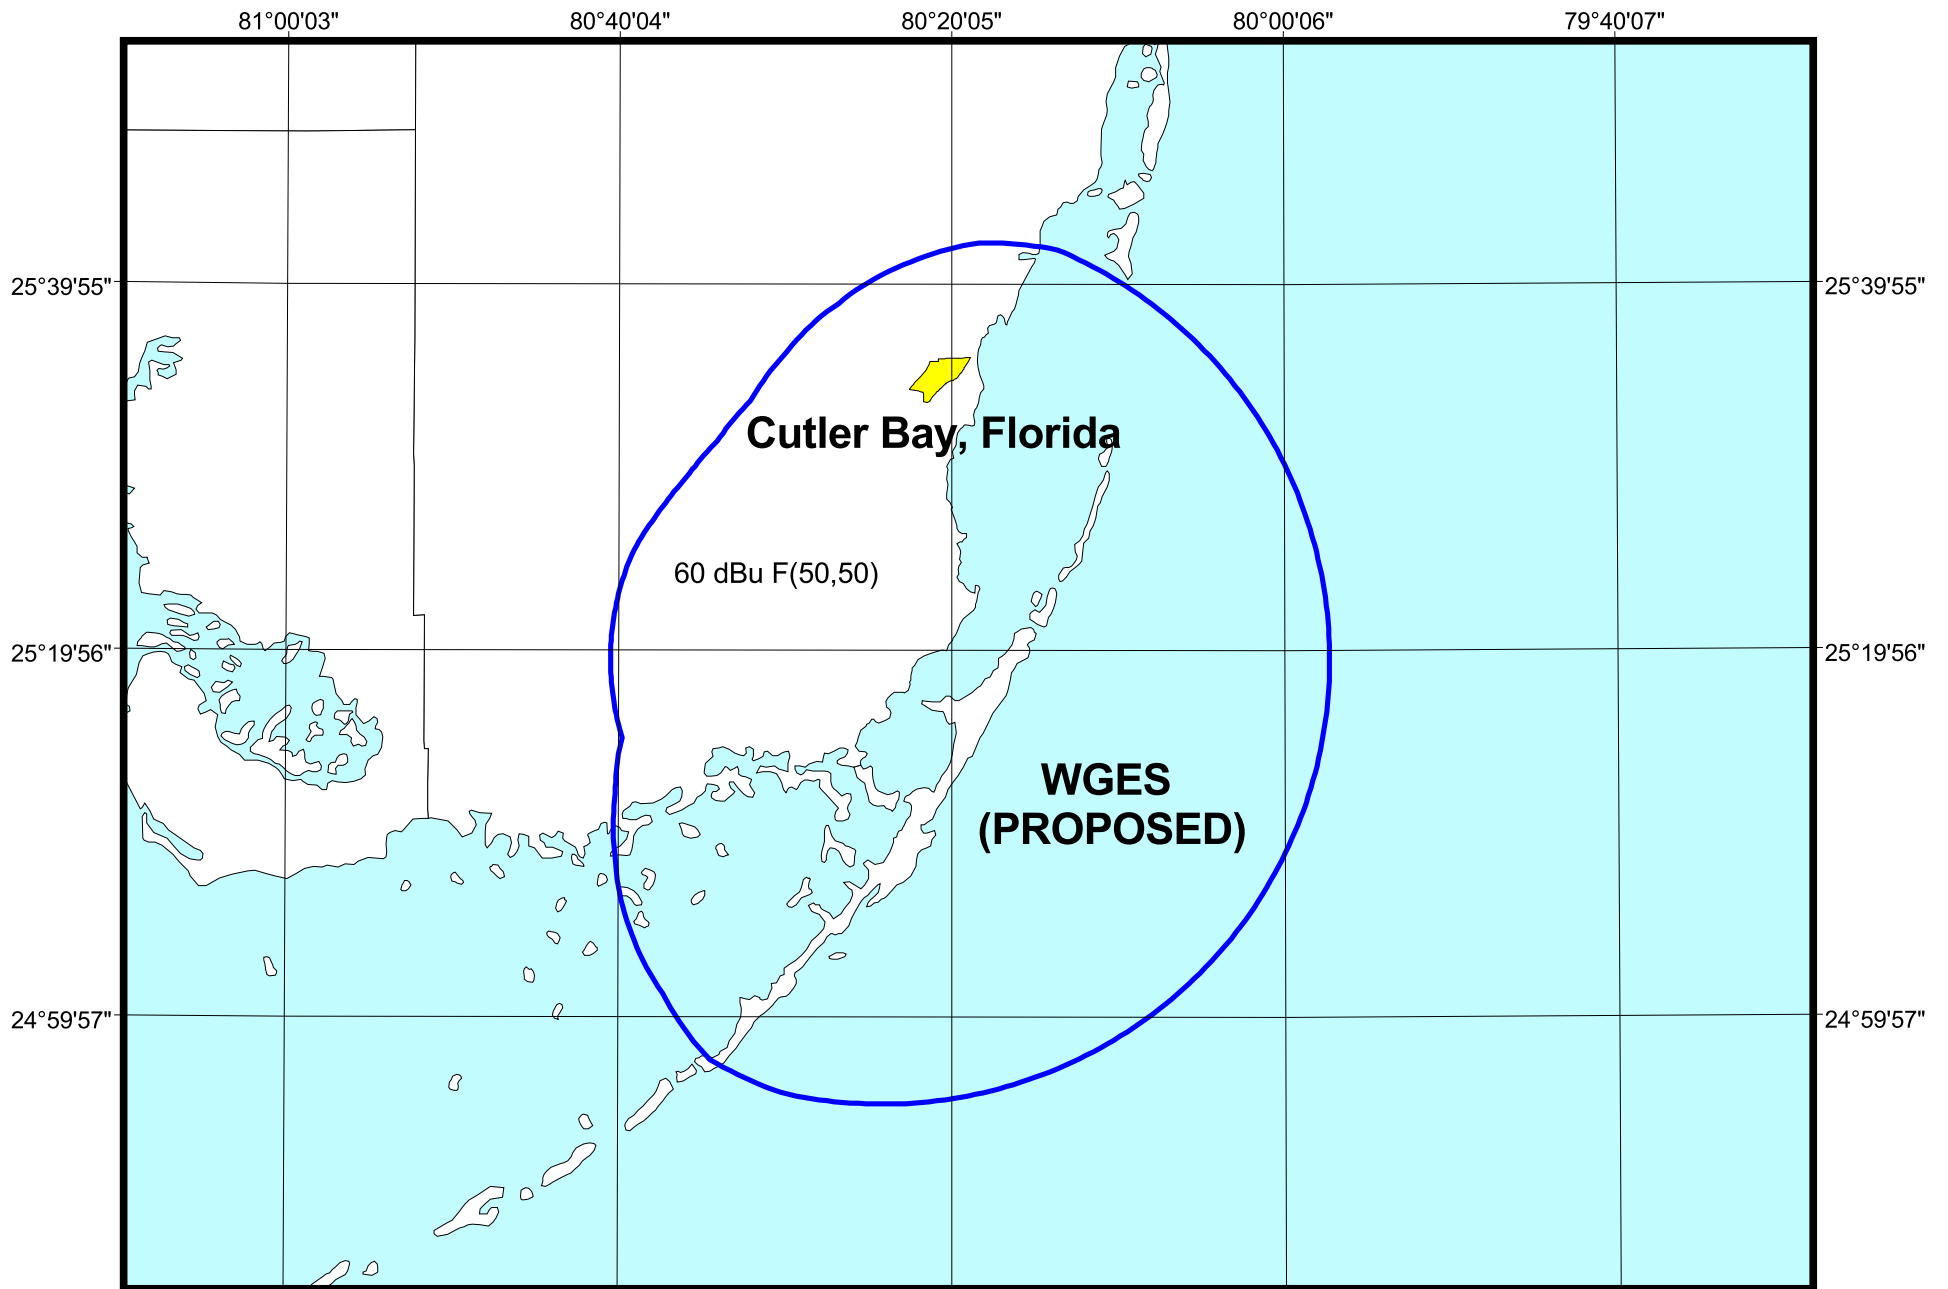 81°00'03" 80°40'04" 80°20'05" 80°00'06" 79°40'07"
25°39'55" 25°39'55"
Cutler Bay, Florida
60 dBu F(50,50)
25°19'56" 25°19'56"
WGES
(PROPOSED)
24°59'57" 24°59'57"